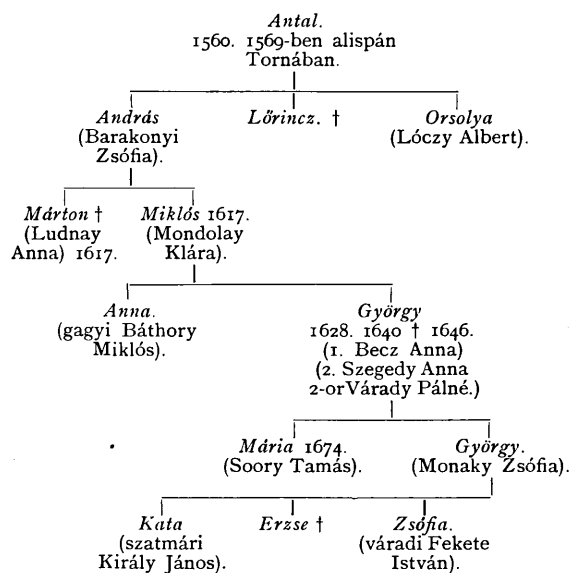 Antal.
1560. 1569-ben alispán
Tornában.
András
(Barakonyi
Zsófia).
Lőrincz. †
Orsolya
(Lóczy Albert).
Márton †
(Ludnay
Anna) 1617.
Miklós 1617.
(Mondolay
Klára).
Anna.
(gagyi Báthory
Miklós).
György
1628. 1640 † 1646.
(1. Becz Anna)
(2. Szegedy Anna
2-orVárady Pálné.)
Mária 1674.
(Soory Tamás).
György.
(Monaky Zsófia).
Kata
(szatmári
Király János).
Erzse †
Zsófia.
(váradi Fekete
István).